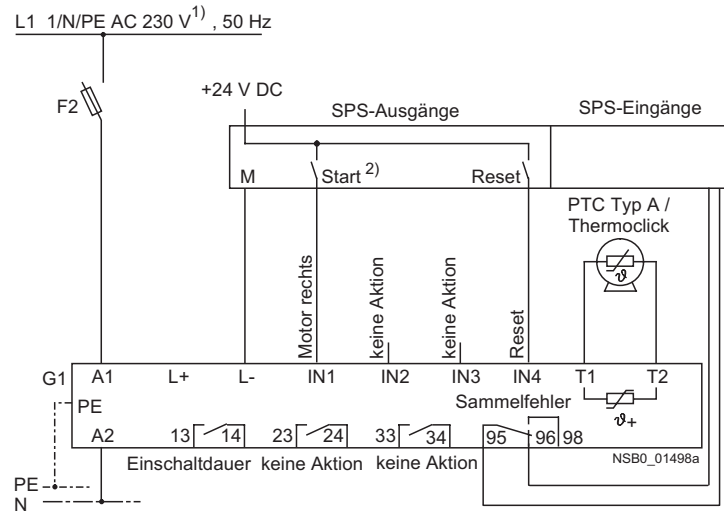 L1 1/N/PE AC 230 V1) , 50 Hz
F2
+24 V DC
SPS-Ausgänge
SPS-Eingänge
M
Start 2)
Reset
PTC Typ A /
Thermoclick
ϑ
Motor rechts
keine Aktion
keine Aktion
Reset
G1
A1
L+
L-
IN1
IN2
IN3
IN4
T1
T2
PE
Sammelfehler
ϑ+
A2
13
14
23
24
33
34
95
96
98
Einschaltdauer
keine Aktion
keine Aktion
NSB0_01498a
PE
N